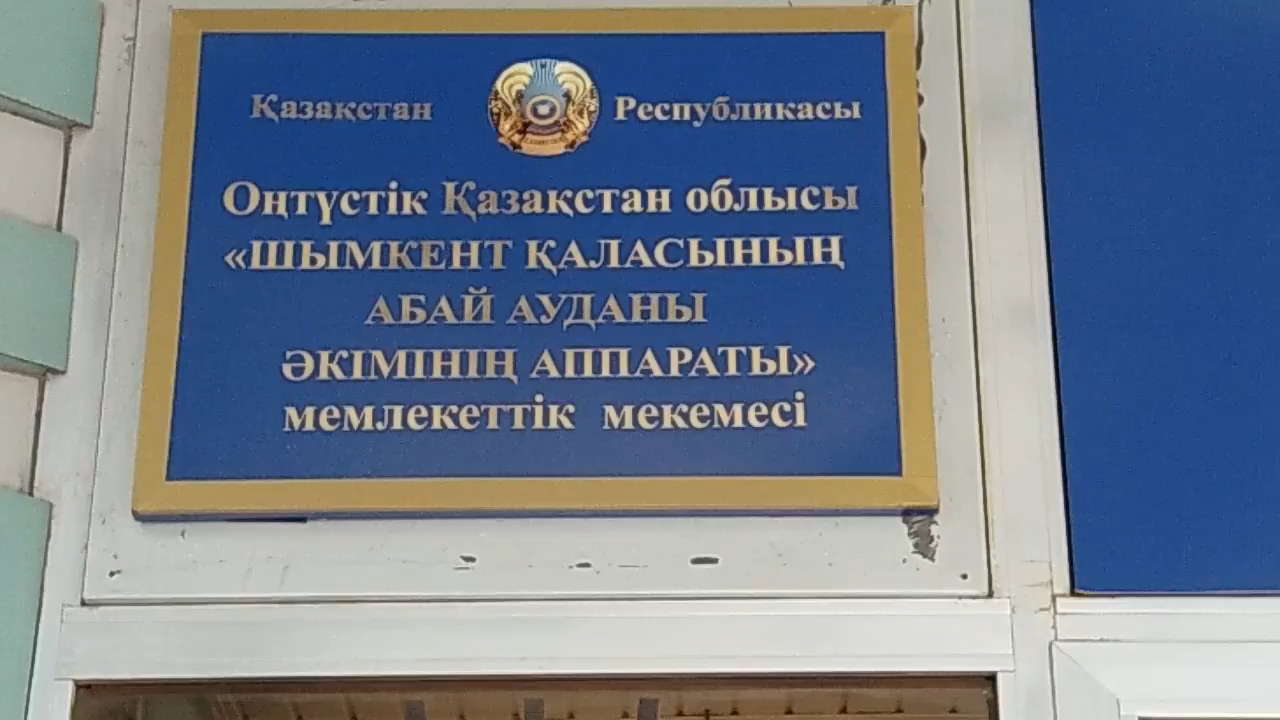 Қазақстан Республикасы
Оңтүстік Қазақстан облысы
«ШЫМКЕНТ ҚАЛАСЫНЫҢ
АБАЙ АУДАНЫ
ӘКІМІНІҢ АППАРАТЫ»
мемлекеттік мекемесі